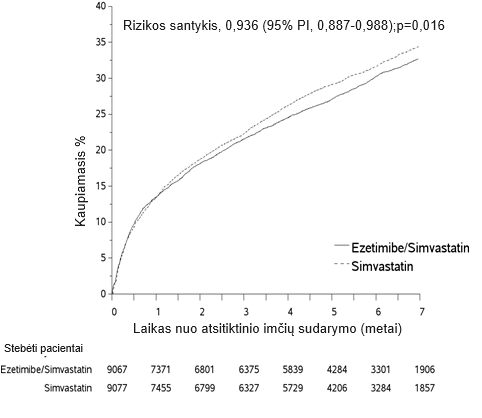 Rizikos santykis, 0,936 (95% PI, 0,887-0,988);p=0,016
40
35
30
25
20
15
10
5
0
Kaupiamasis %
Ezetimibe/Simvastatin
Simvastatin
0 1 2 3 4 5 6 7
Laikas nuo atsitiktinio imčių sudarymo (metai)
Stebėti pacientai
Ezetimibe/Simvastatin 9067 7371 6801 6375 5839 4284 3301 1906
Simvastatin 9077 7455 6799 6327 5729 4206 3284 1857